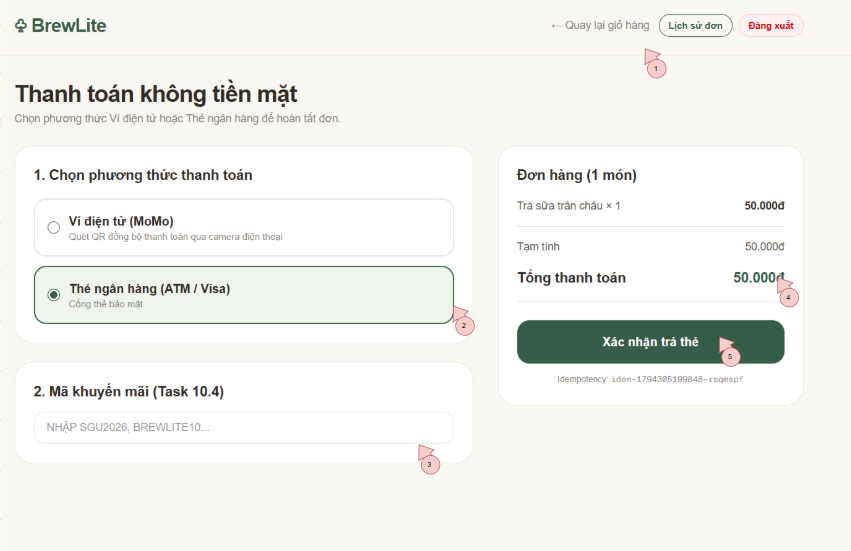 BrewLite
← Quay lại giỏ hàng
Lịch sử đơn
Đăng xuất
1
Thanh toán không tiền mặt
Chọn phương thức Ví điện tử hoặc Thẻ ngân hàng để hoàn tất đơn.
1. Chọn phương thức thanh toán
Ví điện tử (MoMo)
Quét QR đồng bộ thanh toán qua camera điện thoại
Thẻ ngân hàng (ATM / Visa)
Cổng thẻ bảo mật
2
2. Mã khuyến mãi (Task 10.4)
NHẬP SGU2026, BREWLITE10...
3
Đơn hàng (1 món)
Trà sữa trân châu × 1 50.000đ
Tạm tính 50.000đ
Tổng thanh toán 50.000đ
4
Xác nhận trả thẻ
5
Idempotency: idem-1794305199848-rsqmspf